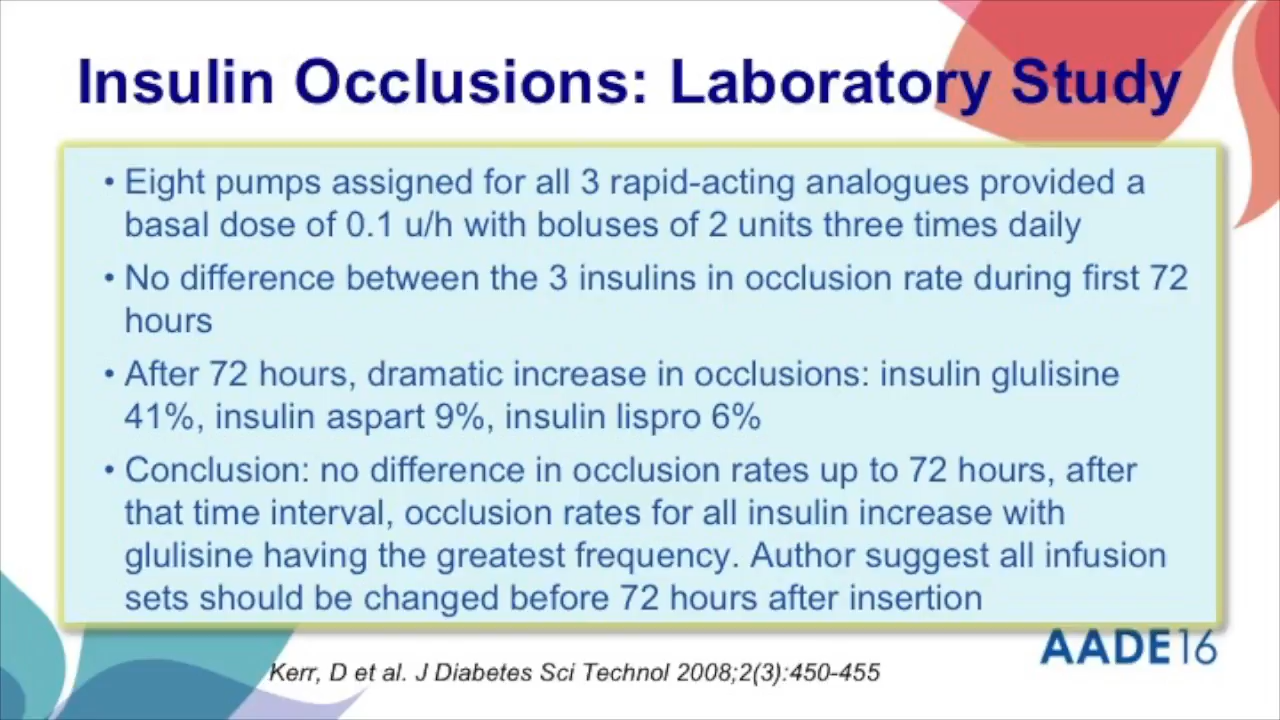 Insulin Occlusions: Laboratory Study
• Eight pumps assigned for all 3 rapid-acting analogues provided a
basal dose of 0.1 u/h with boluses of 2 units three times daily
• No difference between the 3 insulins in occlusion rate during first 72
hours
• After 72 hours, dramatic increase in occlusions: insulin glulisine
41%, insulin aspart 9%, insulin lispro 6%
• Conclusion: no difference in occlusion rates up to 72 hours, after
that time interval, occlusion rates for all insulin increase with
glulisine having the greatest frequency. Author suggest all infusion
sets should be changed before 72 hours after insertion
AADE16
Kerr, D et al. J Diabetes Sci Technol 2008;2(3):450-455